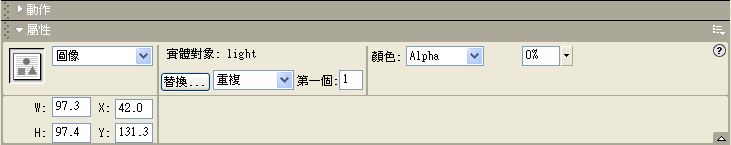 動作
屬性
圖像 實體對象: light 顏色: Alpha 0%
替換... 重複 第一個: 1
W: 97.3 X: 42.0
H: 97.4 Y: 131.3